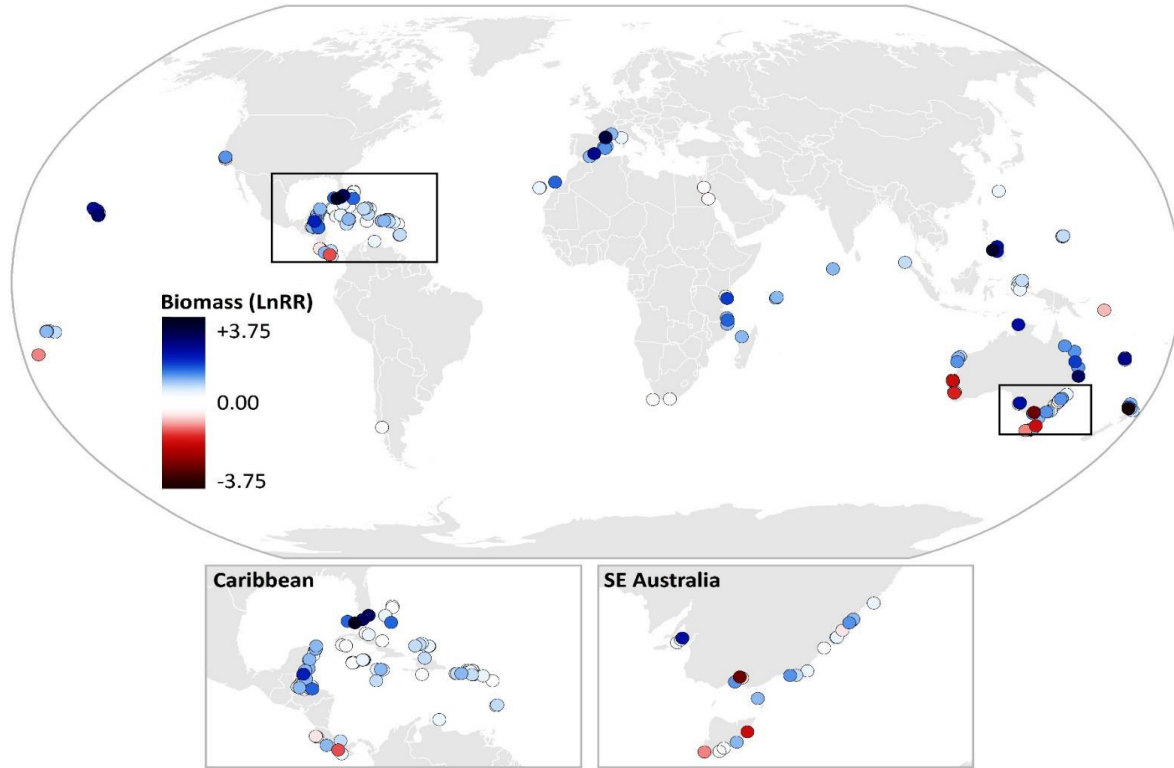 Biomass (LnRR)
+3.75
0.00
-3.75
Caribbean
SE Australia